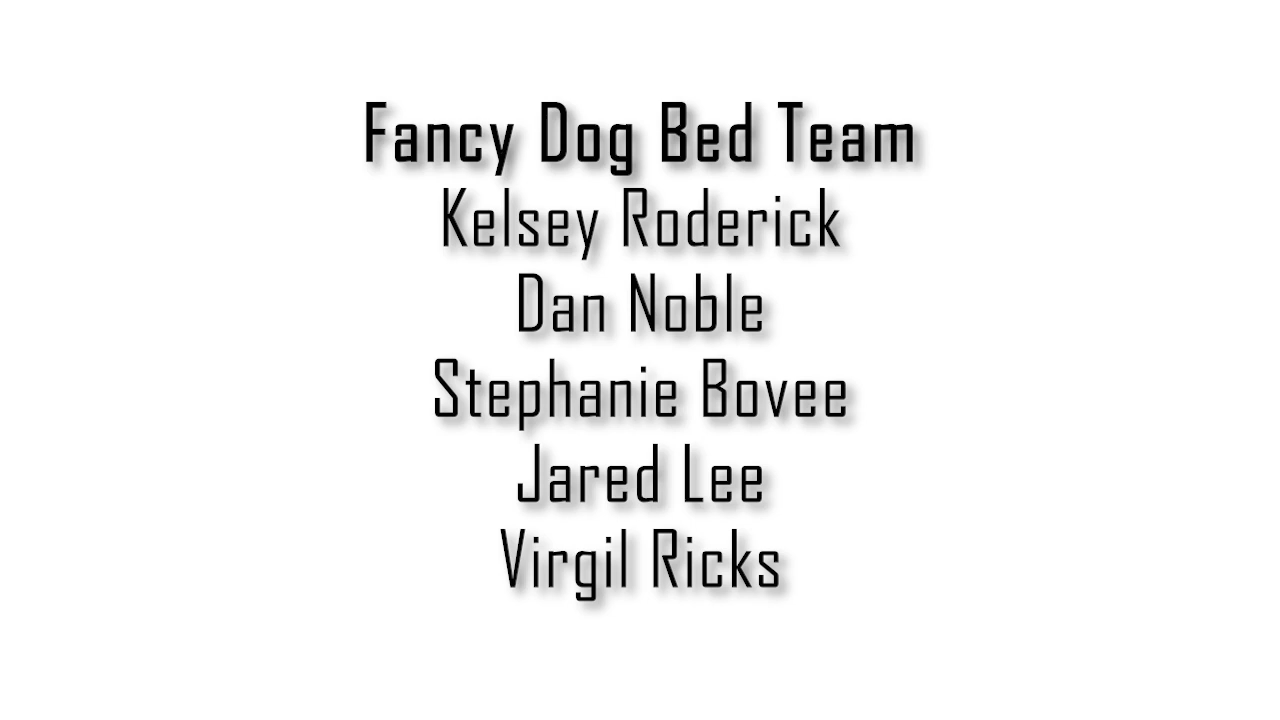 Fancy Dog Bed Team
Kelsey Roderick
Dan Noble
Stephanie Bovee
Jared Lee
Virgil Ricks